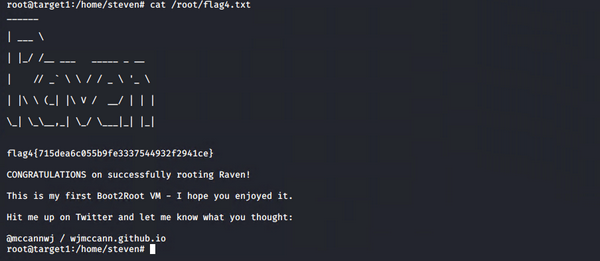 root@target1:/home/steven# cat /root/flag4.txt
______
| ___ \
| |_/ /__ ___   _____ _ __
|    // _` \ \ / / _ \ '_ \
| |\ \ (_| |\ V /  __/ | | |
\_| \_\__,_| \_/ \___|_| |_|
flag4{715dea6c055b9fe3337544932f2941ce}
CONGRATULATIONS on successfully rooting Raven!
This is my first Boot2Root VM - I hope you enjoyed it.
Hit me up on Twitter and let me know what you thought:
@mccannwj / wjmccann.github.io
root@target1:/home/steven#